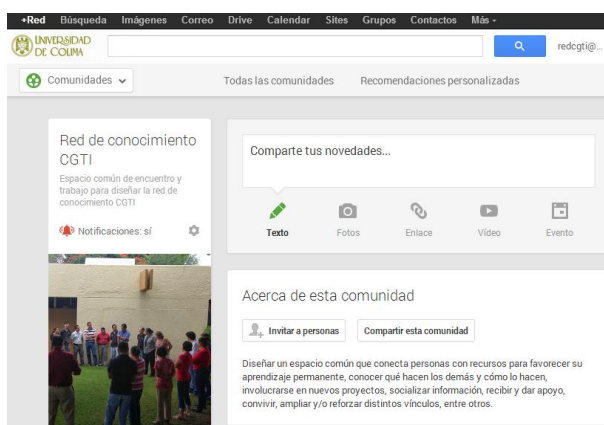 +Red Búsqueda Imágenes Correo Drive Calendar Sites Grupos Contactos Más
UNIVERSIDAD
DE COLIMA
redcgti@...
Comunidades
Todas las comunidades
Recomendaciones personalizadas
Red de conocimiento
CGTI
Espacio común de encuentro y
trabajo para diseñar la red de
conocimiento CGTI
Notificaciones: sí
Comparte tus novedades...
Texto Fotos Enlace Vídeo Evento
Acerca de esta comunidad
Invitar a personas
Compartir esta comunidad
Diseñar un espacio común que conecta personas con recursos para favorecer su
aprendizaje permanente, conocer qué hacen los demás y cómo lo hacen,
involucrarse en nuevos proyectos, socializar información, recibir y dar apoyo,
convivir, ampliar y/o reforzar distintos vínculos, entre otros.